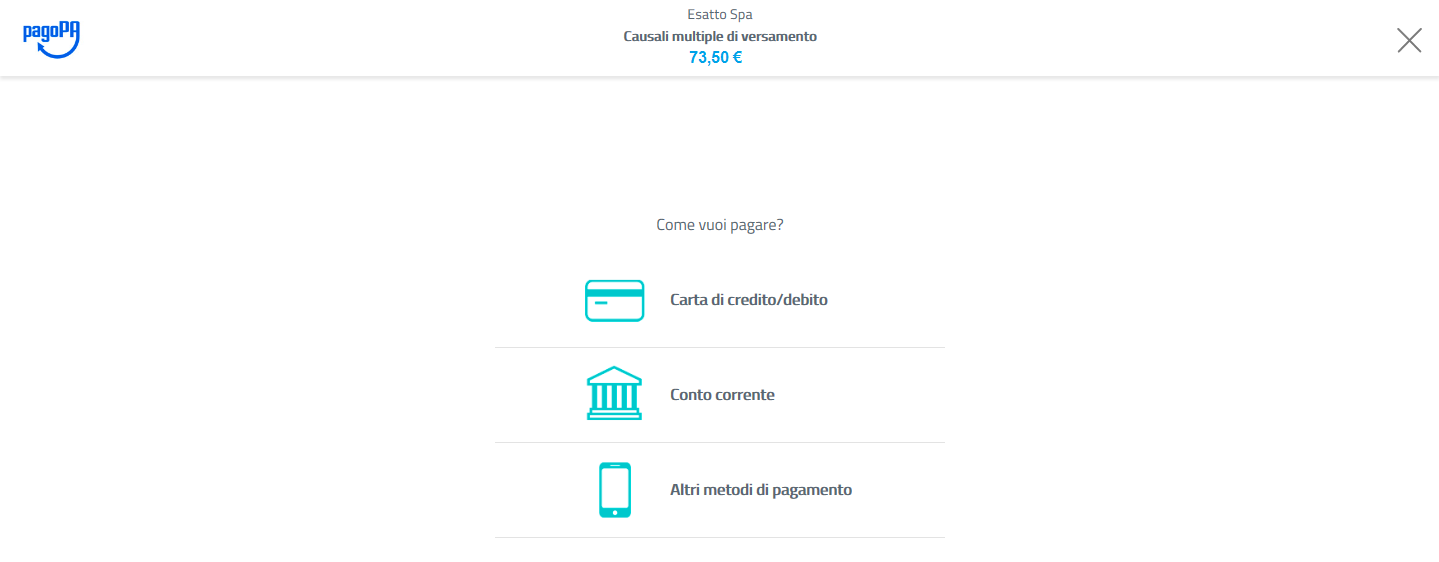 pagoPA
Esatto Spa
Causali multiple di versamento
73,50 €
Come vuoi pagare?
Carta di credito/debito
Conto corrente
Altri metodi di pagamento